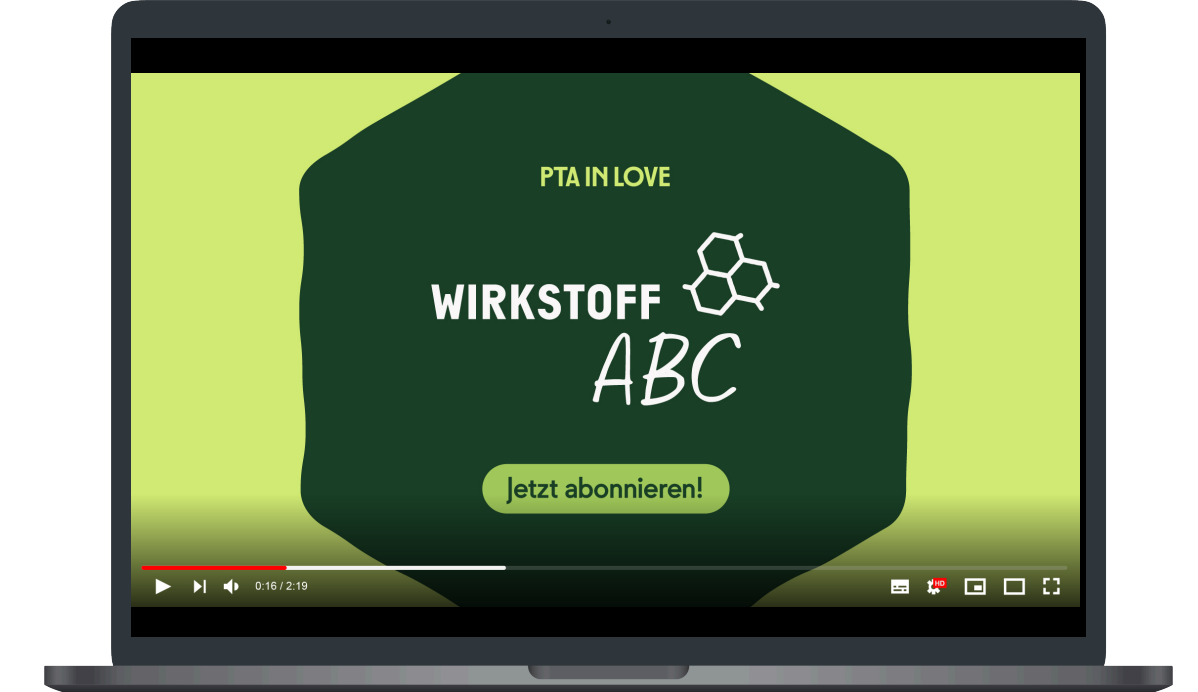 PTA IN LOVE
WIRKSTOFF
ABC
Jetzt abonnieren!
0:16 / 2:19
HD